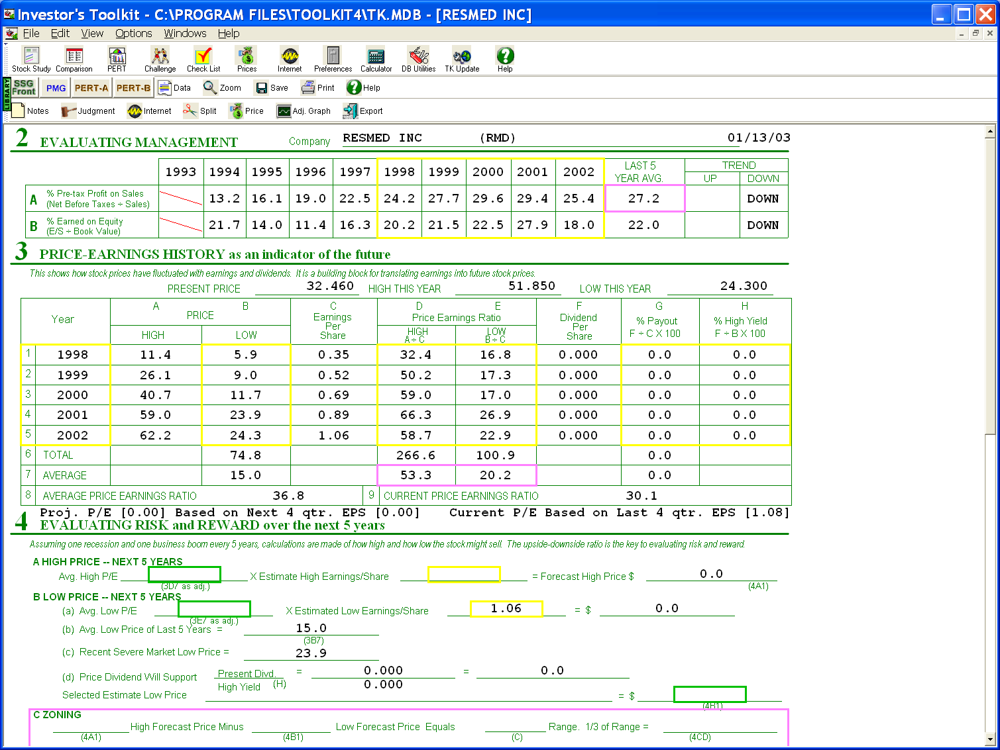 Investor's Toolkit - C:\PROGRAM FILES\TOOLKIT4\TK.MDB - [RESMED INC]
File Edit View Options Windows Help
Stock Study Comparison PERT Challenge Check List Prices Internet Preferences Calculator DB Utilities TK Update Help
LIBRARY
SSG Front PMG PERT-A PERT-B Data Zoom Save Print Help
Notes Judgment Internet Split Price Adj. Graph Export
2 EVALUATING MANAGEMENT Company RESMED INC (RMD) 01/13/03
1993 1994 1995 1996 1997 1998 1999 2000 2001 2002 LAST 5 YEAR AVG. TREND UP DOWN
A % Pre-tax Profit on Sales (Net Before Taxes ÷ Sales) 13.2 16.1 19.0 22.5 24.2 27.7 29.6 29.4 25.4 27.2 DOWN
B % Earned on Equity (E/S ÷ Book Value) 21.7 14.0 11.4 16.3 20.2 21.5 22.5 27.9 18.0 22.0 DOWN
3 PRICE-EARNINGS HISTORY as an indicator of the future
This shows how stock prices have fluctuated with earnings and dividends. It is a building block for translating earnings into future stock prices.
PRESENT PRICE 32.460 HIGH THIS YEAR 51.850 LOW THIS YEAR 24.300
Year A PRICE B C Earnings Per Share D Price Earnings Ratio E F Dividend Per Share G % Payout F ÷ C X 100 H % High Yield F ÷ B X 100
HIGH LOW HIGH A ÷ C LOW B ÷ C
1 1998 11.4 5.9 0.35 32.4 16.8 0.000 0.0 0.0
2 1999 26.1 9.0 0.52 50.2 17.3 0.000 0.0 0.0
3 2000 40.7 11.7 0.69 59.0 17.0 0.000 0.0 0.0
4 2001 59.0 23.9 0.89 66.3 26.9 0.000 0.0 0.0
5 2002 62.2 24.3 1.06 58.7 22.9 0.000 0.0 0.0
6 TOTAL 74.8 266.6 100.9 0.0
7 AVERAGE 15.0 53.3 20.2 0.0
8 AVERAGE PRICE EARNINGS RATIO 36.8 9 CURRENT PRICE EARNINGS RATIO 30.1
Proj. P/E [0.00] Based on Next 4 qtr. EPS [0.00] Current P/E Based on Last 4 qtr. EPS [1.08]
4 EVALUATING RISK and REWARD over the next 5 years
Assuming one recession and one business boom every 5 years, calculations are made of how high and how low the stock might sell. The upside-downside ratio is the key to evaluating risk and reward.
A HIGH PRICE -- NEXT 5 YEARS
Avg. High P/E X Estimate High Earnings/Share = Forecast High Price $ 0.0
(3D7 as adj.) (4A1)
B LOW PRICE -- NEXT 5 YEARS
(a) Avg. Low P/E X Estimated Low Earnings/Share 1.06 = $ 0.0
(3E7 as adj.)
(b) Avg. Low Price of Last 5 Years = 15.0
(3B7)
(c) Recent Severe Market Low Price = 23.9
(d) Price Dividend Will Support Present Divd. = 0.000 = 0.0
High Yield (H) 0.000
Selected Estimate Low Price = $
(4B1)
C ZONING
High Forecast Price Minus Low Forecast Price Equals Range. 1/3 of Range =
(4A1) (4B1) (C) (4CD)